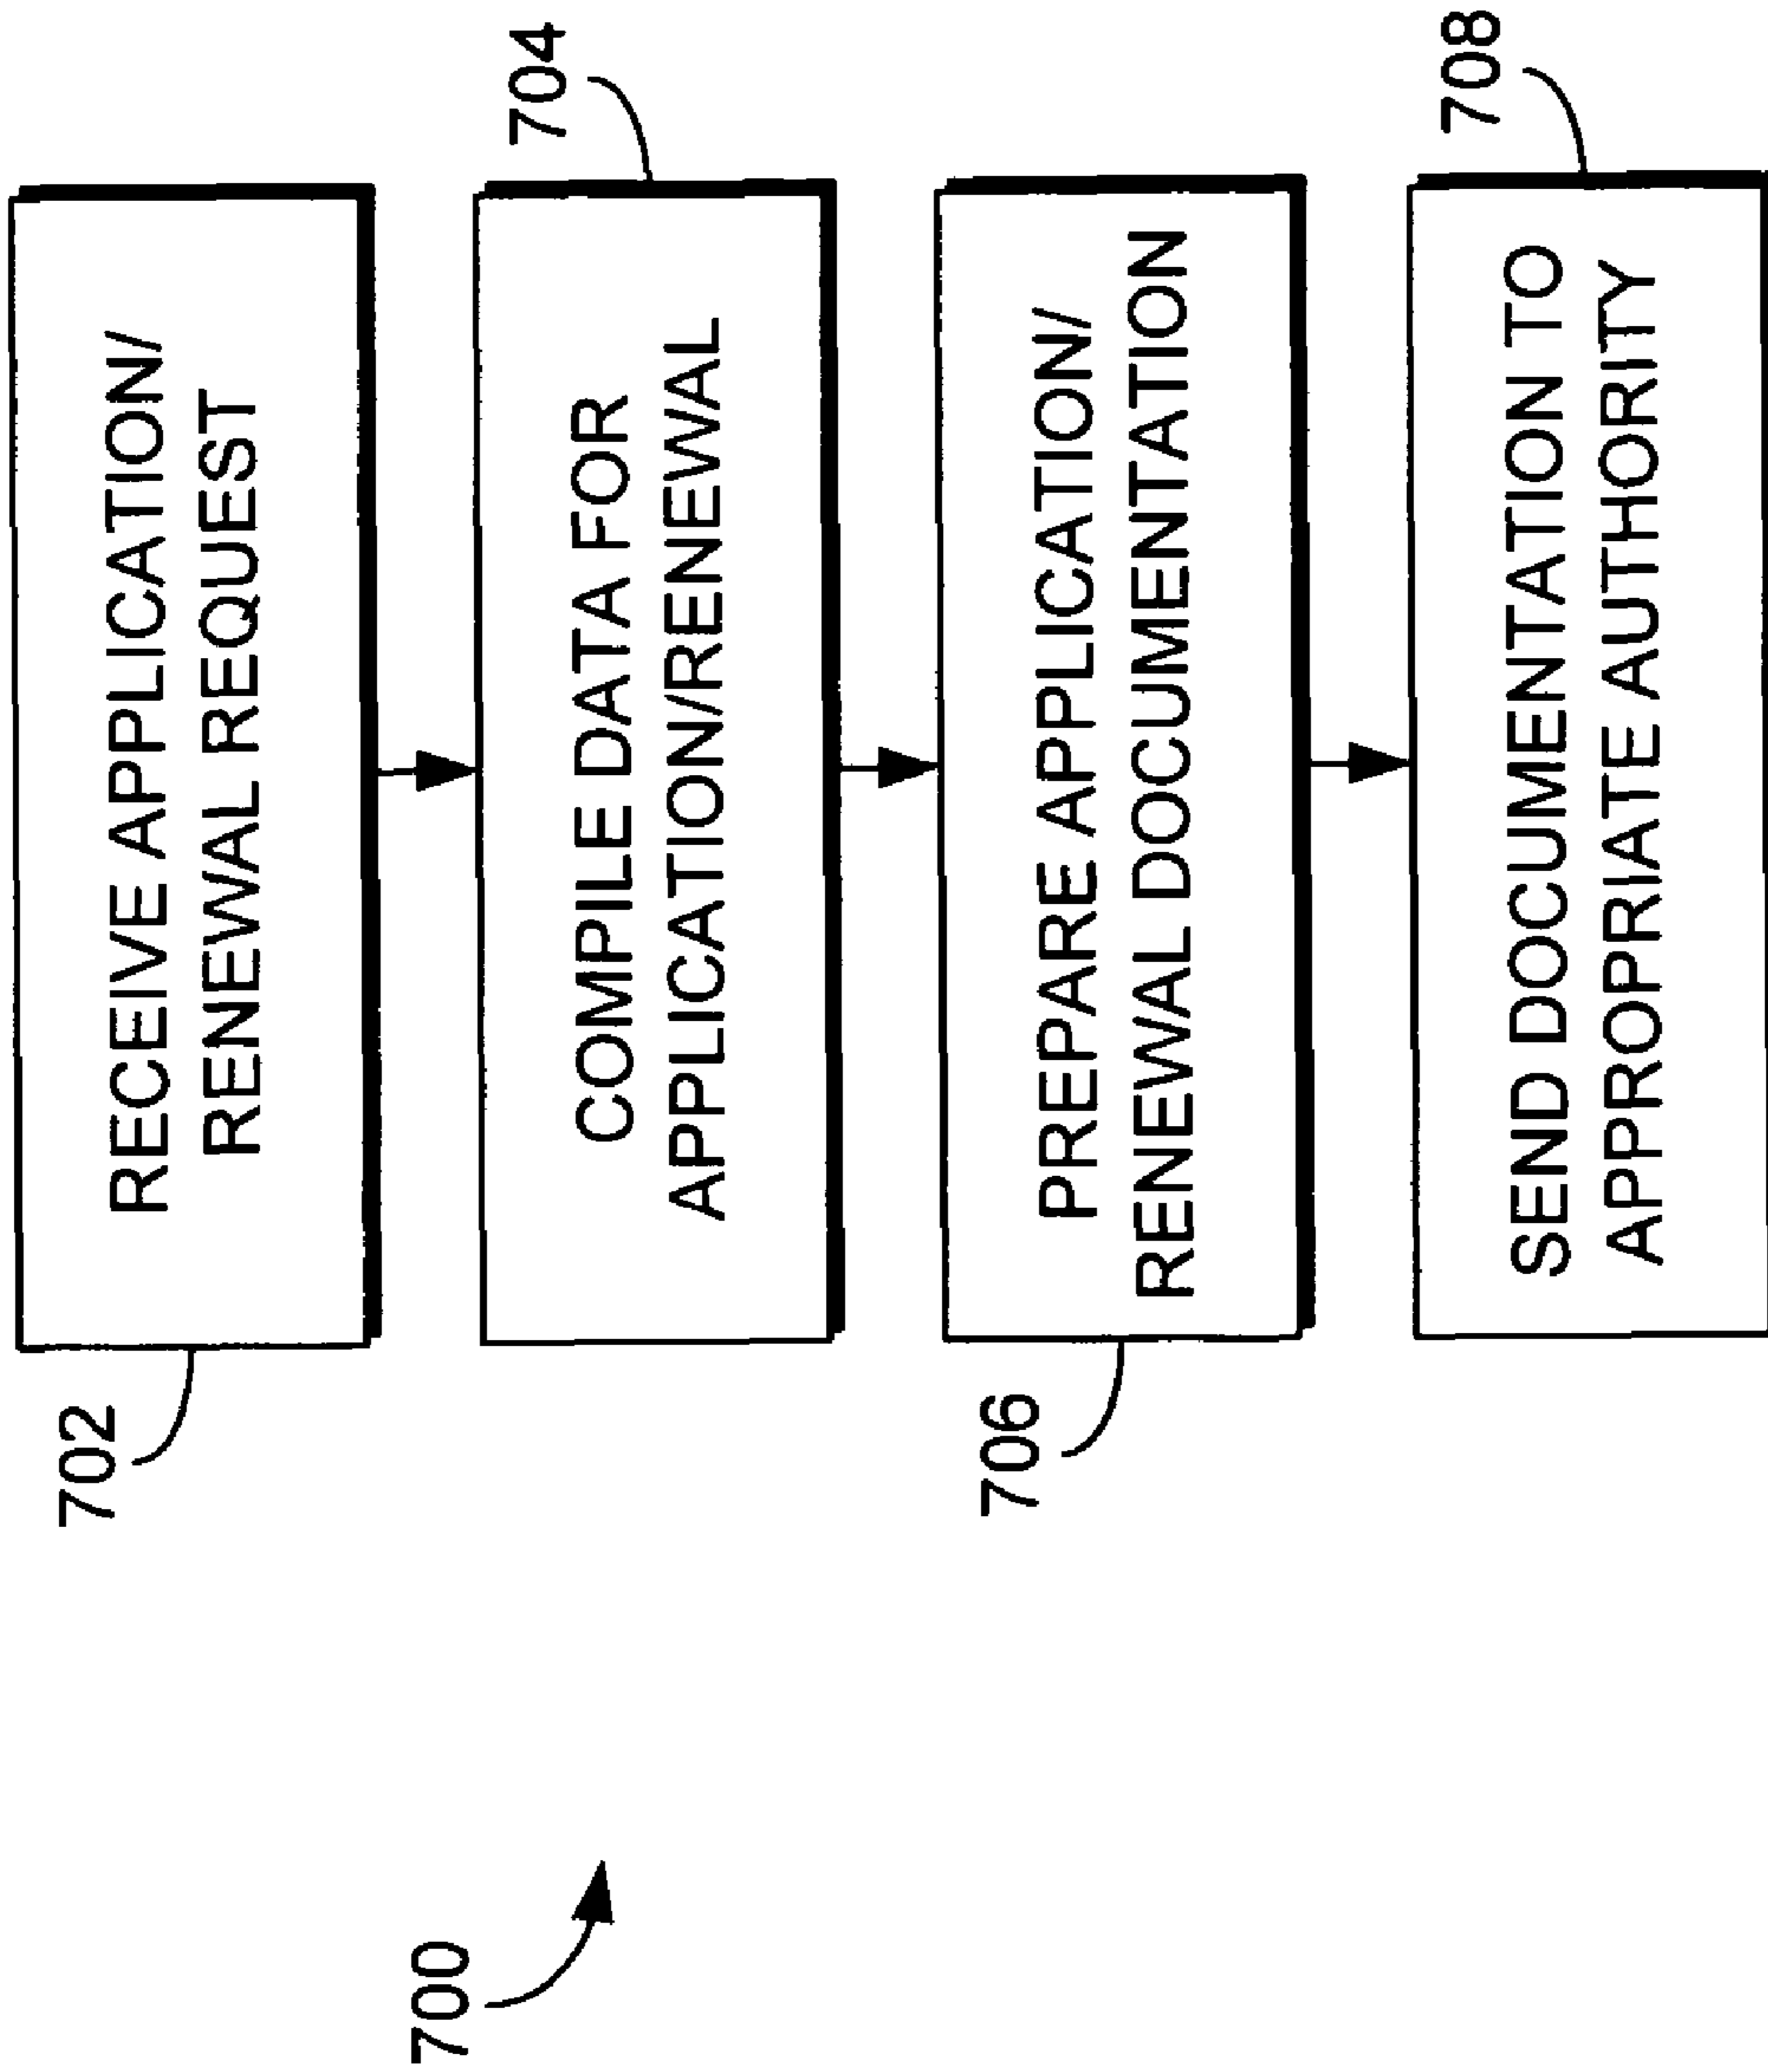 700
702
RECEIVE APPLICATION/
RENEWAL REQUEST
704
COMPILE DATA FOR
APPLICATION/RENEWAL
706
PREPARE APPLICATION/
RENEWAL DOCUMENTATION
708
SEND DOCUMENTATION TO
APPROPRIATE AUTHORITY